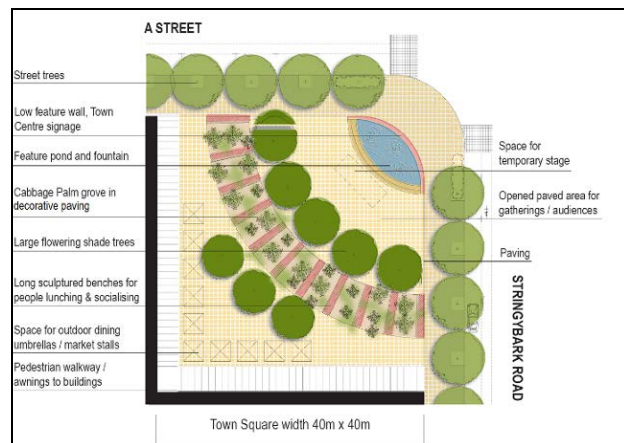 A STREET
Street trees
Low feature wall, Town
Centre signage
Feature pond and fountain
Cabbage Palm grove in
decorative paving
Large flowering shade trees
Long sculptured benches for
people lunching & socialising
Space for outdoor dining
umbrellas / market stalls
Pedestrian walkway /
awnings to buildings
Space for
temporary stage
Opened paved area for
gatherings / audiences
Paving
STRINGYBARK ROAD
Town Square width 40m x 40m